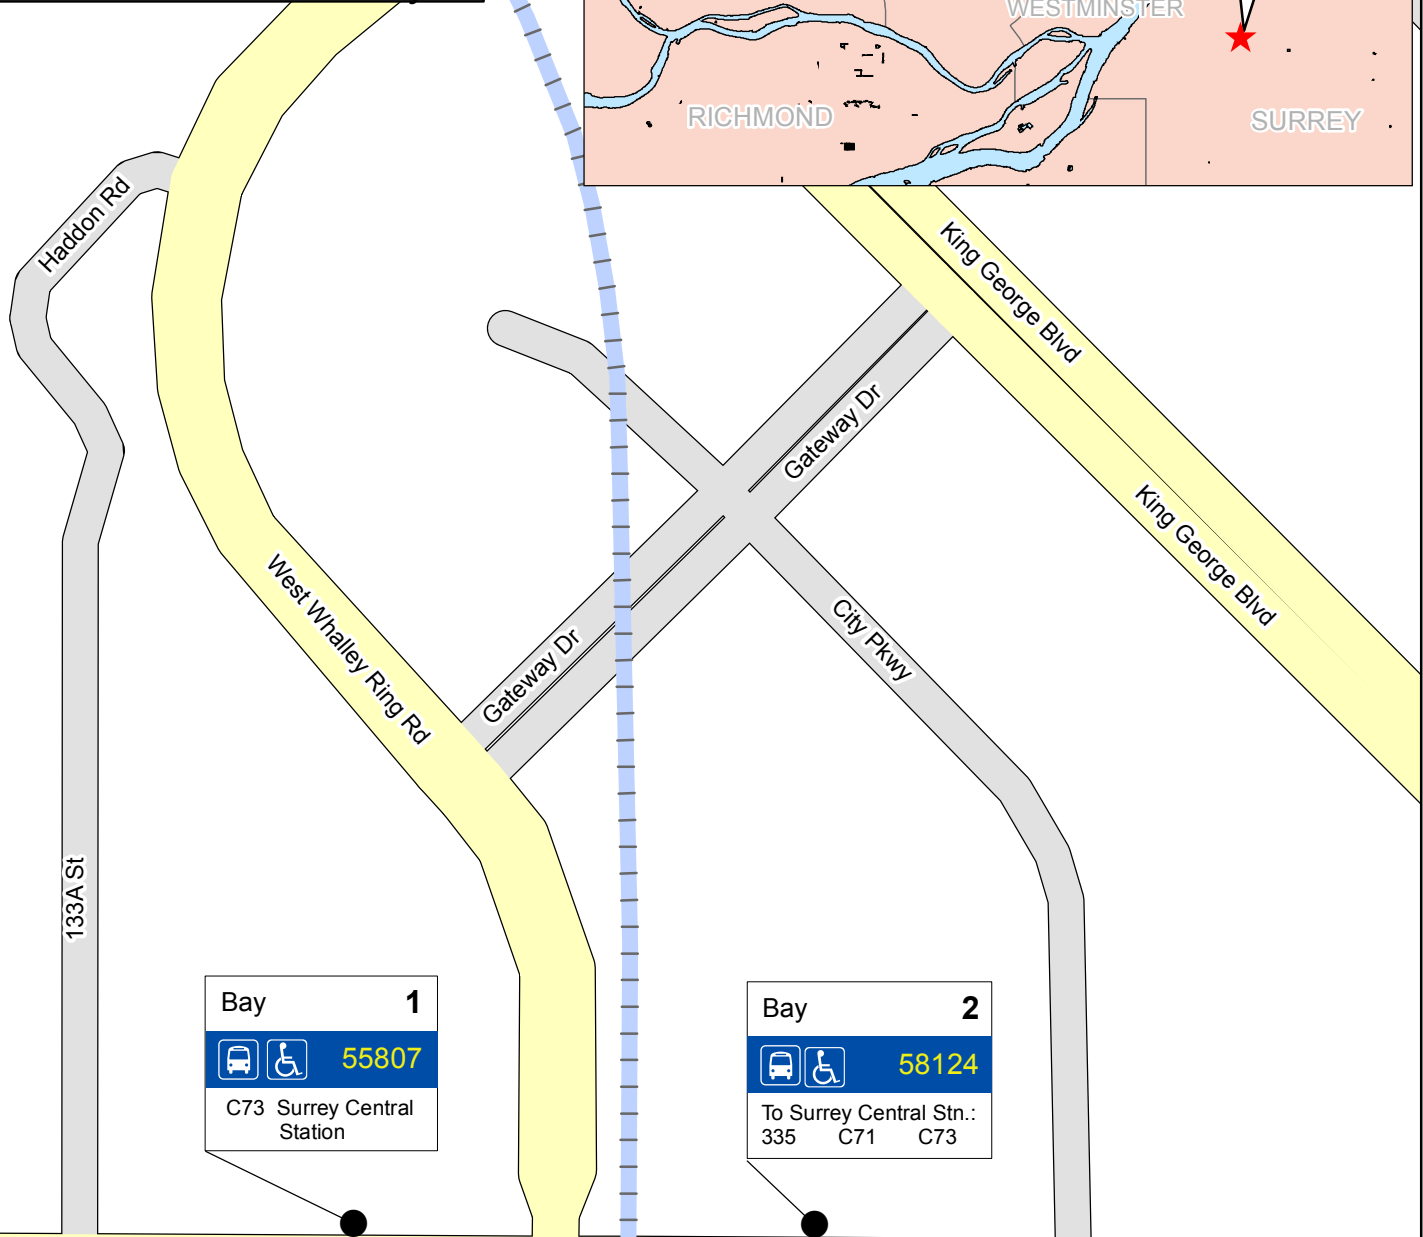 WESTMINSTER
RICHMOND
SURREY
Haddon Rd
King George Blvd
Gateway Dr
King George Blvd
West Whalley Ring Rd
Gateway Dr
City Pkwy
133A St
Bay 1
55807
C73 Surrey Central
Station
Bay 2
58124
To Surrey Central Stn.:
335 C71 C73